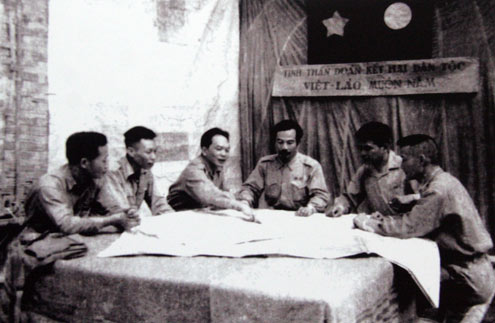 TINH THẦN ĐOÀN KẾT HAI DÂN TỘC
VIỆT-LÀO MUÔN NĂM